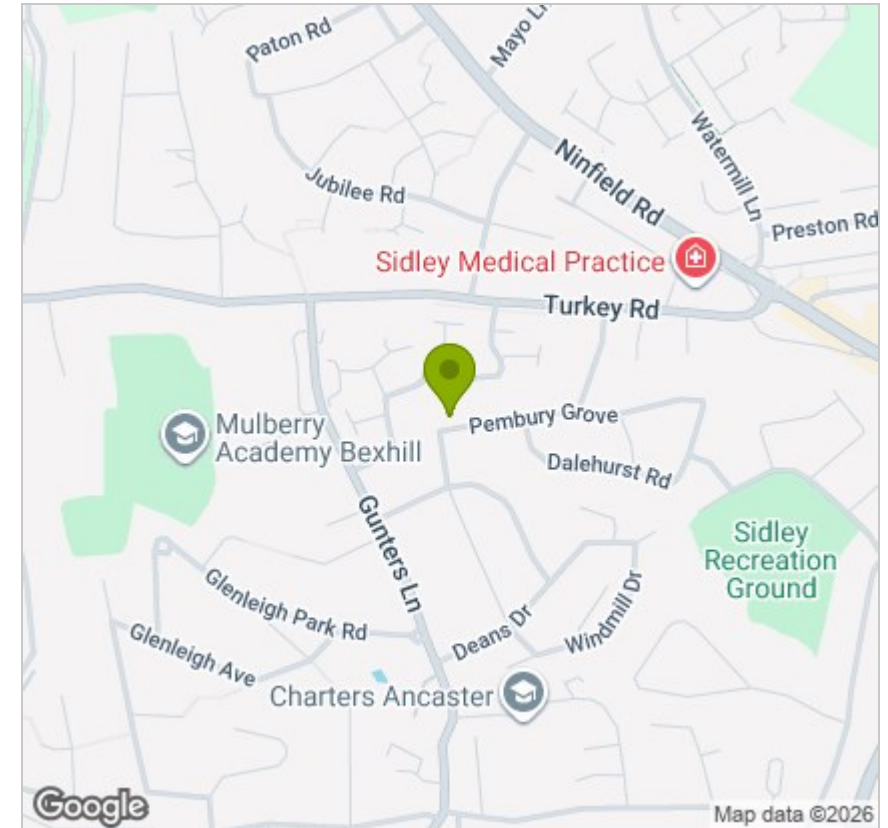 Paton Rd
Mayo Ln
Watermill Ln
Ninfield Rd
Jubilee Rd
Preston Rd
Sidley Medical Practice
Turkey Rd
Mulberry
Academy Bexhill
Pembury Grove
Dalehurst Rd
Gunters Ln
Sidley
Recreation
Ground
Glenleigh Park Rd
Glenleigh Ave
Deans Dr
Windmill Dr
Charters Ancaster
Google
Map data ©2026